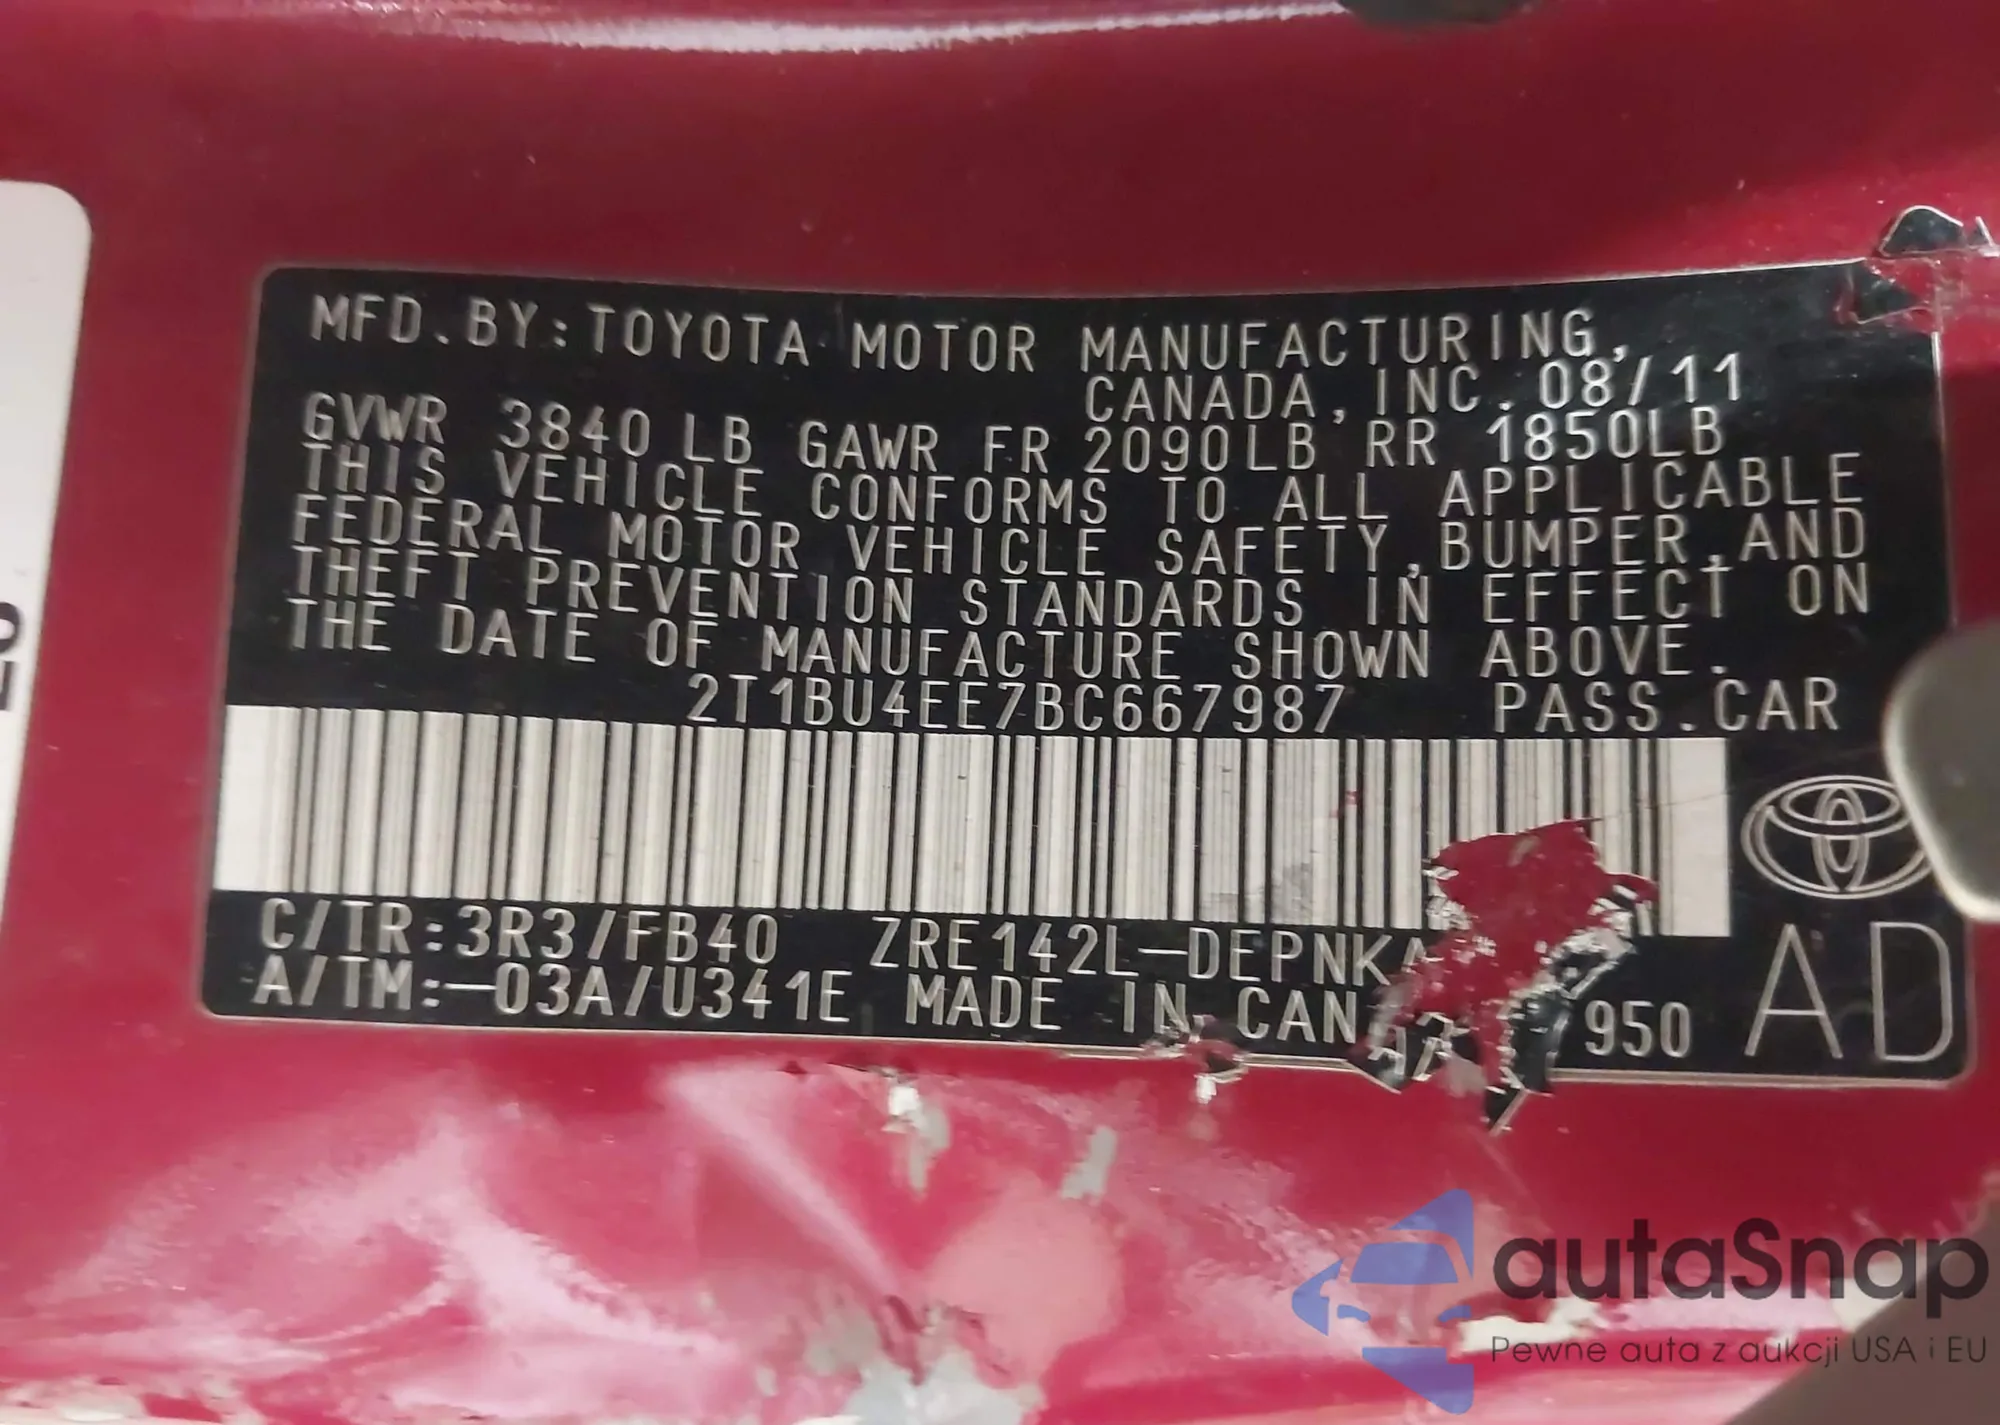 MFD.BY:TOYOTA MOTOR MANUFACTURING,
CANADA,INC.08/11
GVWR 3840 LB GAWR FR 2090LB RR 1850LB
THIS VEHICLE CONFORMS TO ALL APPLICABLE
FEDERAL MOTOR VEHICLE SAFETY,BUMPER,AND
THEFT PREVENTION STANDARDS IN EFFECT ON
THE DATE OF MANUFACTURE SHOWN ABOVE.
2T1BU4EE7BC667987 PASS.CAR
C/TR:3R3/FB40 ZRE142L-DEPNK
A/TM:-03A/U341E MADE IN CAN 950 AD
autaSnap
Pewne auta z aukcji USA i EU